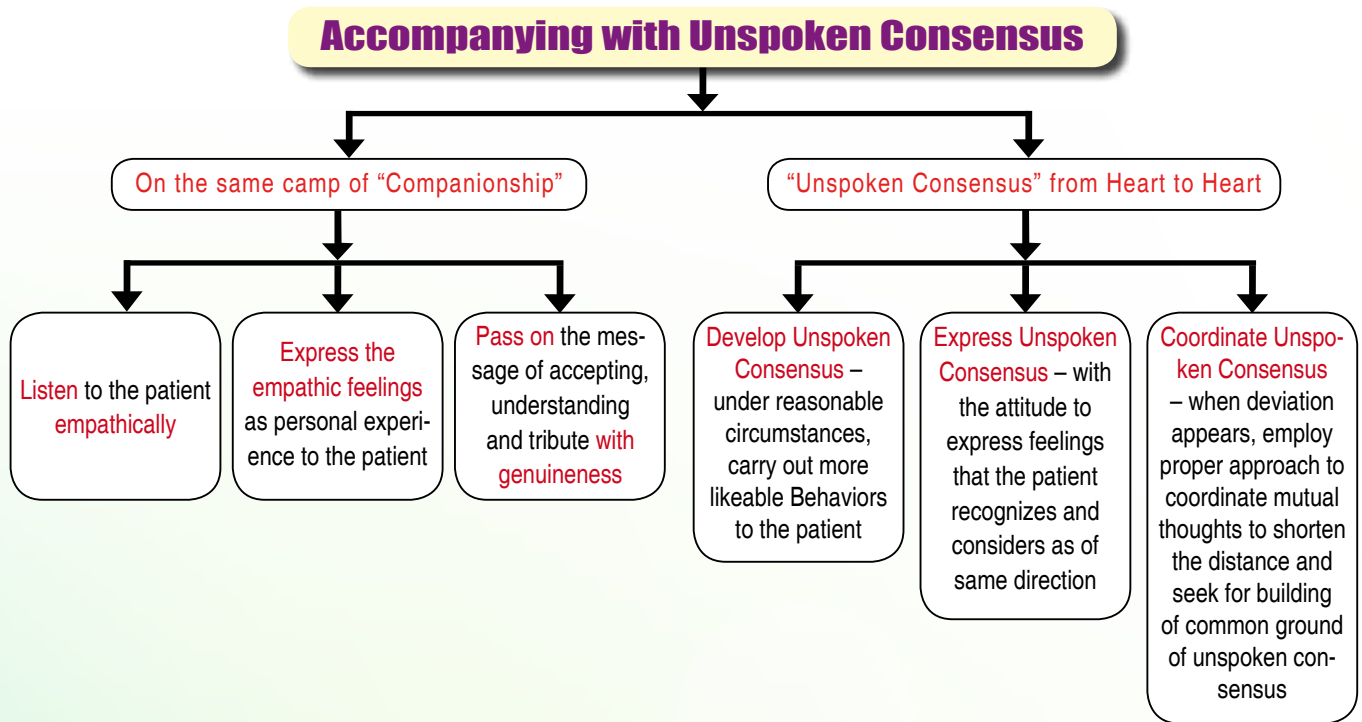 Accompanying with Unspoken Consensus
On the same camp of “Companionship”
“Unspoken Consensus” from Heart to Heart
Listen to the patient
empathically
Express the
empathic feelings
as personal experi-
ence to the patient
Pass on the mes-
sage of accepting,
understanding
and tribute with
genuineness
Develop Unspoken
Consensus –
under reasonable
circumstances,
carry out more
likeable Behaviors
to the patient
Express Unspoken
Consensus – with
the attitude to
express feelings
that the patient
recognizes and
considers as of
same direction
Coordinate Unspo-
ken Consensus
– when deviation
appears, employ
proper approach to
coordinate mutual
thoughts to shorten
the distance and
seek for building
of common ground
of unspoken con-
sensus